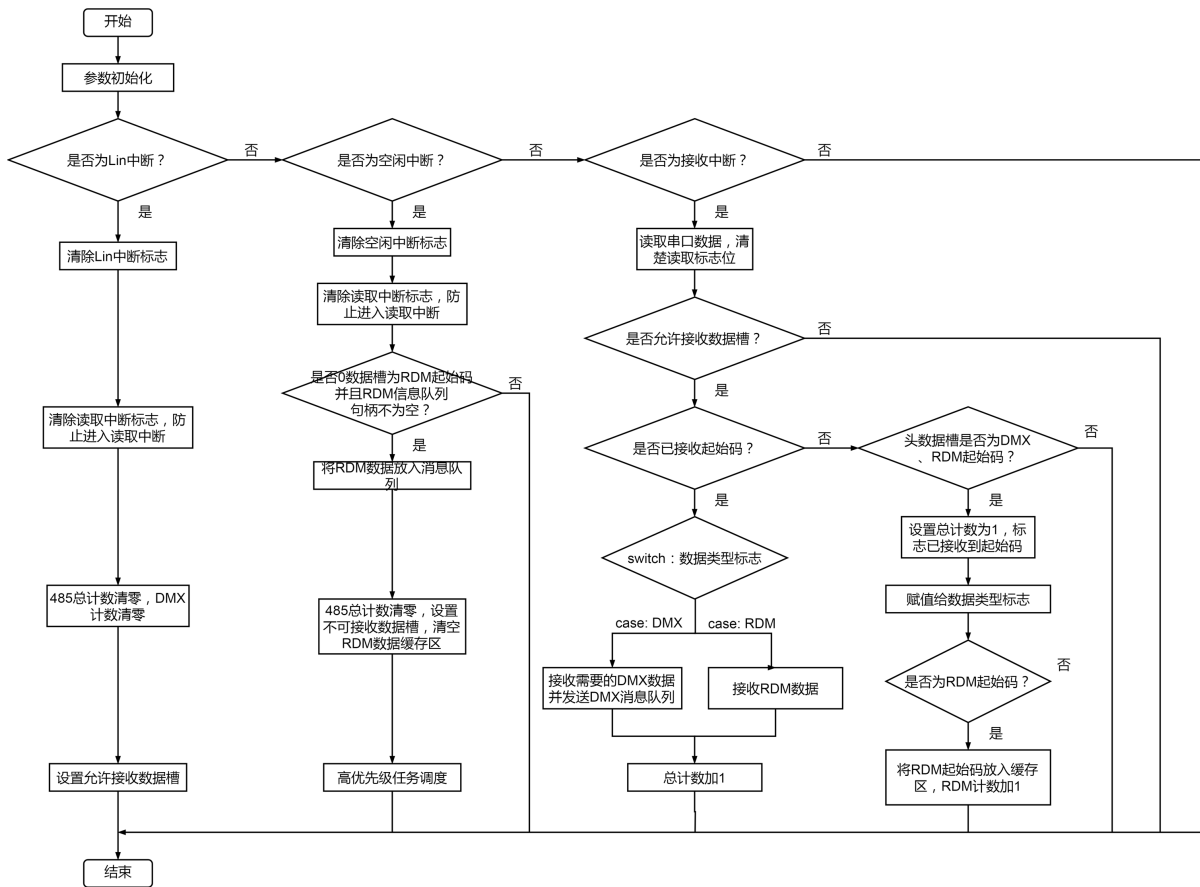 开始
参数初始化
是否为Lin中断？
否
是否为空闲中断？
否
是否为接收中断？
否
是
清除Lin中断标志
清除读取中断标志，防
止进入读取中断
485总计数清零，DMX
计数清零
设置允许接收数据槽
结束
是
清除空闲中断标志
清除读取中断标志，防
止进入读取中断
是否0数据槽为RDM起始码
并且RDM信息队列
句柄不为空？
否
是
将RDM数据放入消息队
列
485总计数清零，设置
不可接收数据槽，清空
RDM数据缓存区
高优先级任务调度
是
读取串口数据，清
楚读取标志位
是否允许接收数据槽？
否
是
是否已接收起始码？
否
是
switch：数据类型标志
case: DMX
case: RDM
接收需要的DMX数据
并发送DMX消息队列
接收RDM数据
总计数加1
头数据槽是否为DMX
、RDM起始码？
否
是
设置总计数为1，标
志已接收到起始码
赋值给数据类型标志
是否为RDM起始码？
否
是
将RDM起始码放入缓存
区，RDM计数加1